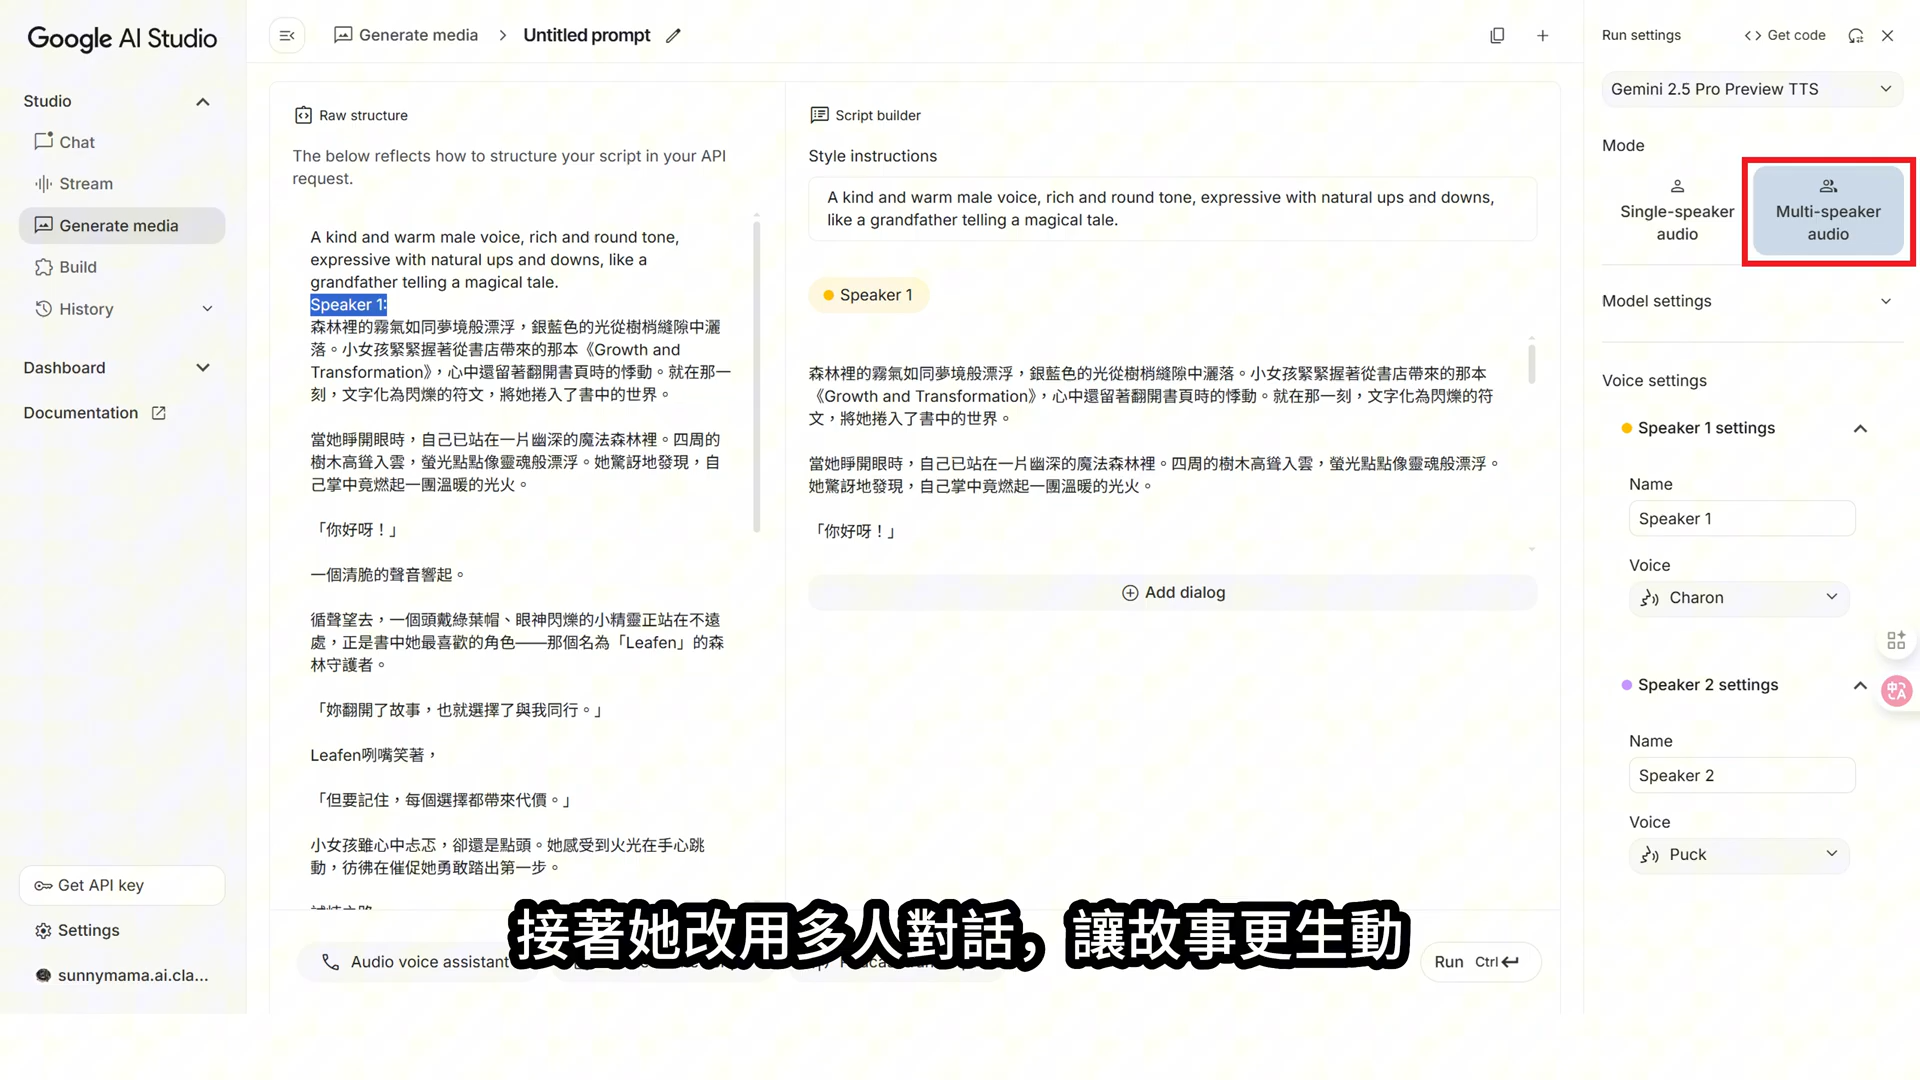 Google AI Studio
Studio
Chat
Stream
Generate media
Build
History
Dashboard
Documentation
Get API key
Settings
sunnymama.ai.cla...
Generate media > Untitled prompt
Raw structure
The below reflects how to structure your script in your API
request.
A kind and warm male voice, rich and round tone,
expressive with natural ups and downs, like a
grandfather telling a magical tale.
Speaker 1:
森林裡的霧氣如同夢境般漂浮，銀藍色的光從樹梢縫隙中灑
落。小女孩緊緊握著從書店帶來的那本《Growth and
Transformation》，心中還留著翻開書頁時的悸動。就在那一
刻，文字化為閃爍的符文，將她捲入了書中的世界。
當她睜開眼時，自己已站在一片幽深的魔法森林裡。四周的
樹木高聳入雲，螢光點點像靈魂般漂浮。她驚訝地發現，自
己掌中竟燃起一團溫暖的光火。
「你好呀！」
一個清脆的聲音響起。
循聲望去，一個頭戴綠葉帽、眼神閃爍的小精靈正站在不遠
處，正是書中她最喜歡的角色——那個名為「Leafen」的森
林守護者。
「妳翻開了故事，也就選擇了與我同行。」
Leafen咧嘴笑著，
「但要記住，每個選擇都帶來代價。」
小女孩雖心中忐忑，卻還是點頭。她感受到火光在手心跳
動，彷彿在催促她勇敢踏出第一步。
Audio voice assistant
Script builder
Style instructions
A kind and warm male voice, rich and round tone, expressive with natural ups and downs,
like a grandfather telling a magical tale.
Speaker 1
森林裡的霧氣如同夢境般漂浮，銀藍色的光從樹梢縫隙中灑落。小女孩緊緊握著從書店帶來的那本
《Growth and Transformation》，心中還留著翻開書頁時的悸動。就在那一刻，文字化為閃爍的符
文，將她捲入了書中的世界。
當她睜開眼時，自己已站在一片幽深的魔法森林裡。四周的樹木高聳入雲，螢光點點像靈魂般漂浮。
她驚訝地發現，自己掌中竟燃起一團溫暖的光火。
「你好呀！」
Add dialog
Run Ctrl
Run settings
Get code
Gemini 2.5 Pro Preview TTS
Mode
Single-speaker
audio
Multi-speaker
audio
Model settings
Voice settings
Speaker 1 settings
Name
Speaker 1
Voice
Charon
Speaker 2 settings
Name
Speaker 2
Voice
Puck
接著她改用多人對話，讓故事更生動